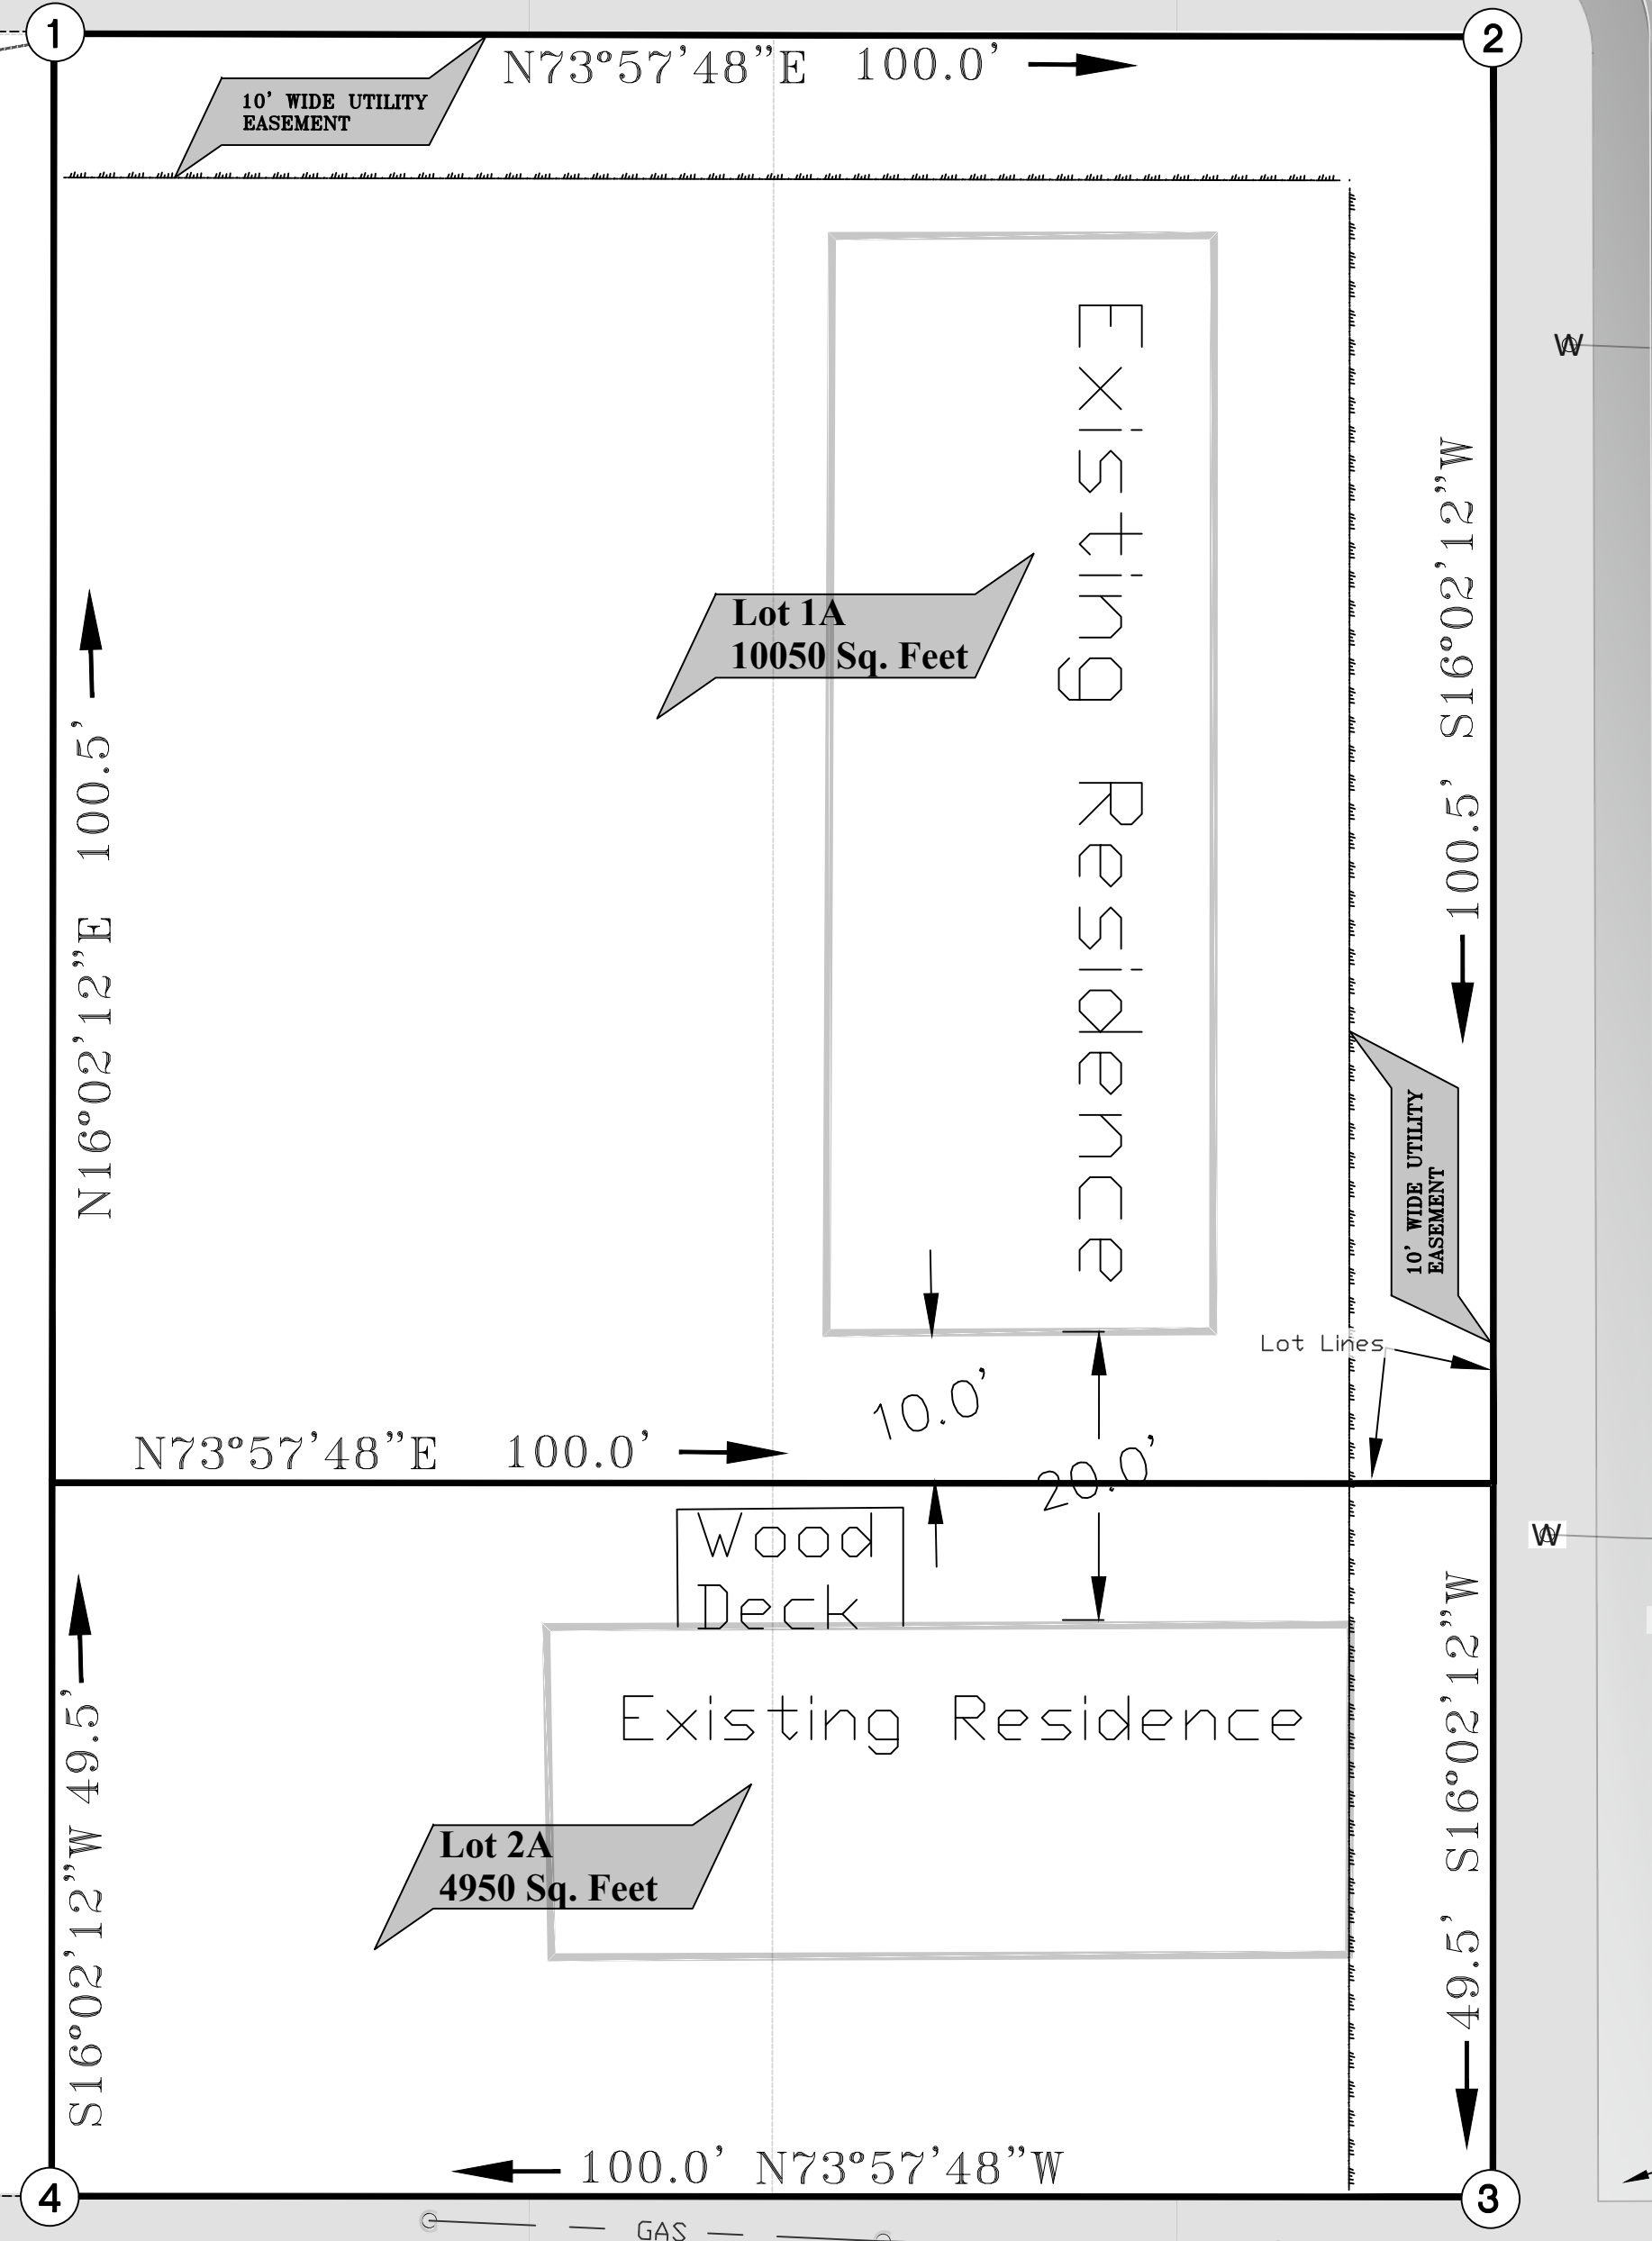 1
2
N73°57'48"E 100.0'
10' WIDE UTILITY
EASEMENT
Existing Residence
W
S16°02'12"W
100.5'
Lot 1A
10050 Sq. Feet
N16°02'12"E 100.5'
10' WIDE UTILITY
EASEMENT
Lot Lines
10.0'
N73°57'48"E 100.0'
20.0'
Wood
Deck
W
Existing Residence
S16°02'12"W 49.5'
49.5' S16°02'12"W
Lot 2A
4950 Sq. Feet
100.0' N73°57'48"W
4
3
GAS